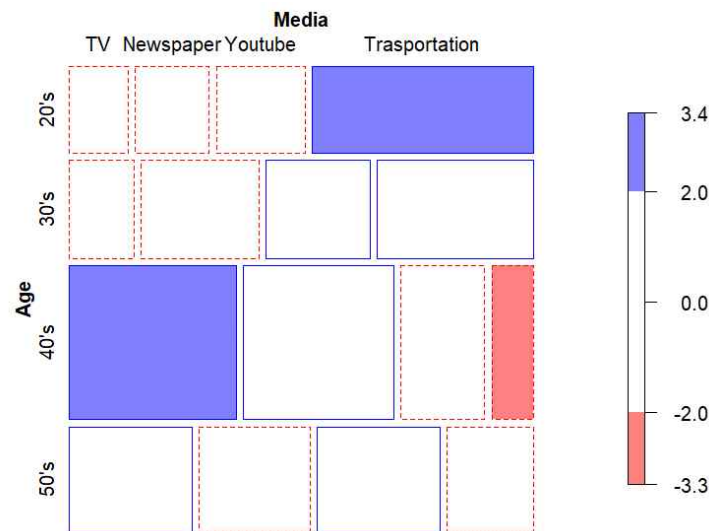 Media
TV Newspaper Youtube Trasportation
Age
20's
30's
40's
50's
3.4
2.0
0.0
-2.0
-3.3